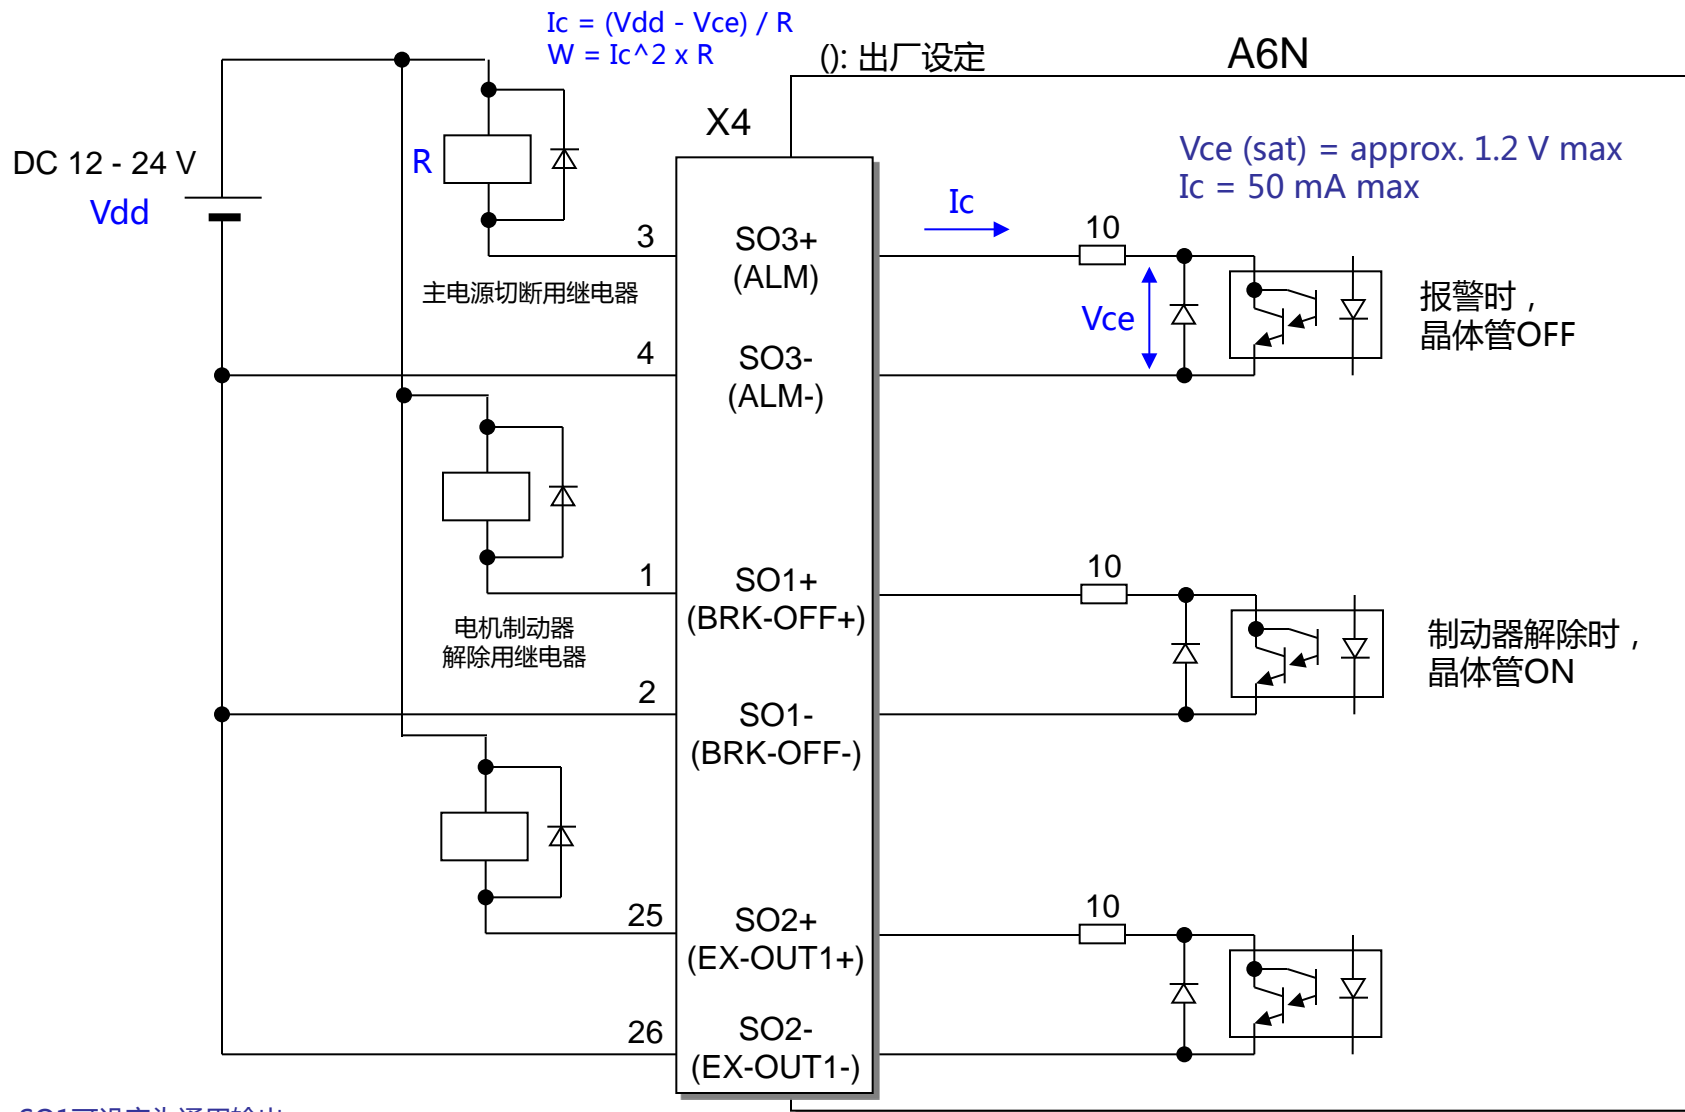 Ic = (Vdd - Vce) / R
W = Ic^2 x R
(): 出厂设定
A6N
X4
Vce (sat) = approx. 1.2 V max
Ic = 50 mA max
DC 12 - 24 V
Vdd
R
Ic
10
3
SO3+
(ALM)
主电源切断用继电器
Vce
报警时，
晶体管OFF
4
SO3-
(ALM-)
10
1
SO1+
(BRK-OFF+)
电机制动器
解除用继电器
制动器解除时，
晶体管ON
2
SO1-
(BRK-OFF-)
10
25
SO2+
(EX-OUT1+)
26
SO2-
(EX-OUT1-)